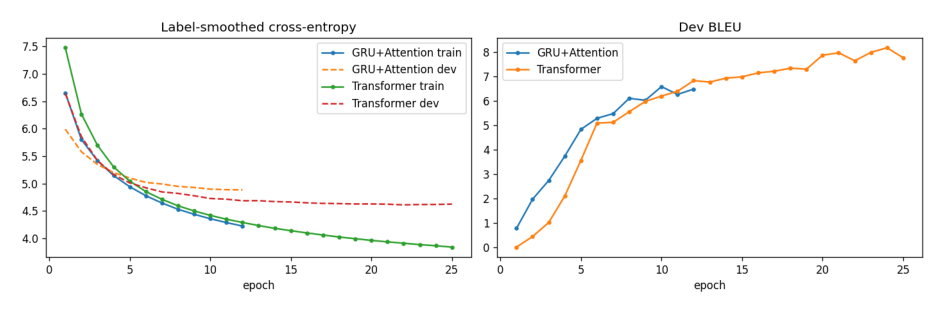 Label-smoothed cross-entropy
7.5
7.0
6.5
6.0
5.5
5.0
4.5
4.0
GRU+Attention train
GRU+Attention dev
Transformer train
Transformer dev
0 5 10 15 20 25
epoch
Dev BLEU
8
7
6
5
4
3
2
1
0
GRU+Attention
Transformer
0 5 10 15 20 25
epoch